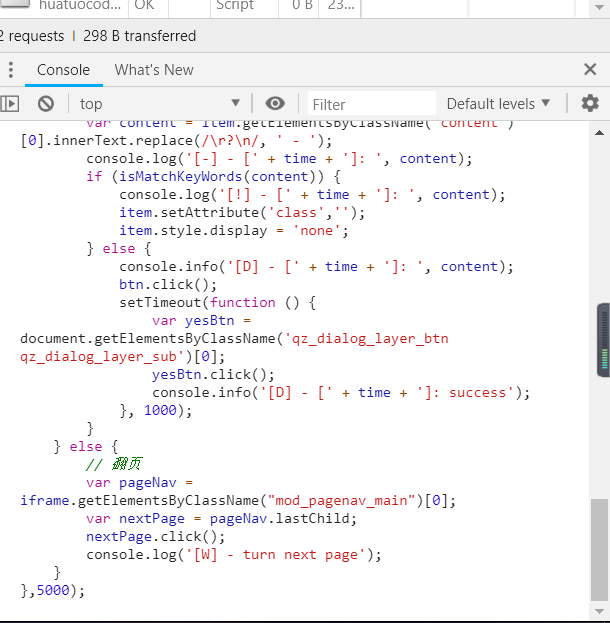 huatuocod... OK Script 0 B 23...
2 requests | 298 B transferred
Console What's New
top Filter Default levels
var content = item.getElementsByClassName('content')
[0].innerText.replace(/\r?\n/, ' - ');
console.log('[-] - [' + time + ']: ', content);
if (isMatchKeyWords(content)) {
console.log('[!] - [' + time + ']: ', content);
item.setAttribute('class','');
item.style.display = 'none';
} else {
console.info('[D] - [' + time + ']: ', content);
btn.click();
setTimeout(function () {
var yesBtn =
document.getElementsByClassName('qz_dialog_layer_btn
qz_dialog_layer_sub')[0];
yesBtn.click();
console.info('[D] - [' + time + ']: success');
}, 1000);
}
} else {
// 翻页
var pageNav =
iframe.getElementsByClassName("mod_pagenav_main")[0];
var nextPage = pageNav.lastChild;
nextPage.click();
console.log('[W] - turn next page');
}
},5000);